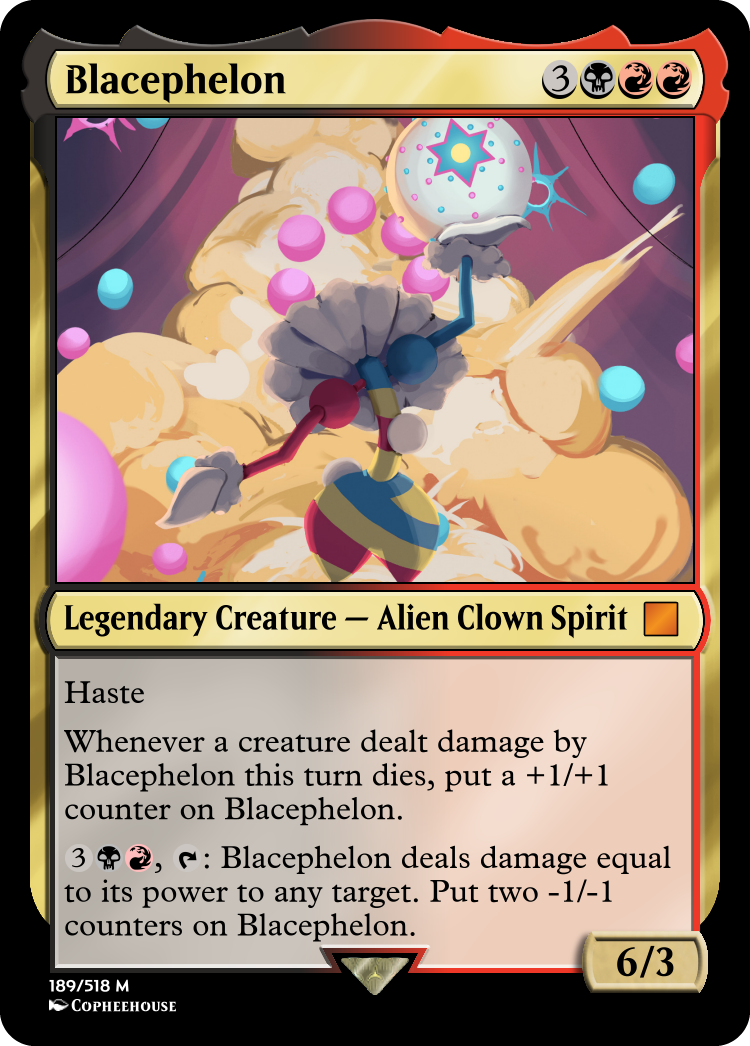 Blacephelon 3
Legendary Creature — Alien Clown Spirit
Haste
Whenever a creature dealt damage by
Blacephelon this turn dies, put a +1/+1
counter on Blacephelon.
3, : Blacephelon deals damage equal
to its power to any target. Put two -1/-1
counters on Blacephelon.
6/3
189/518 M
Copheehouse